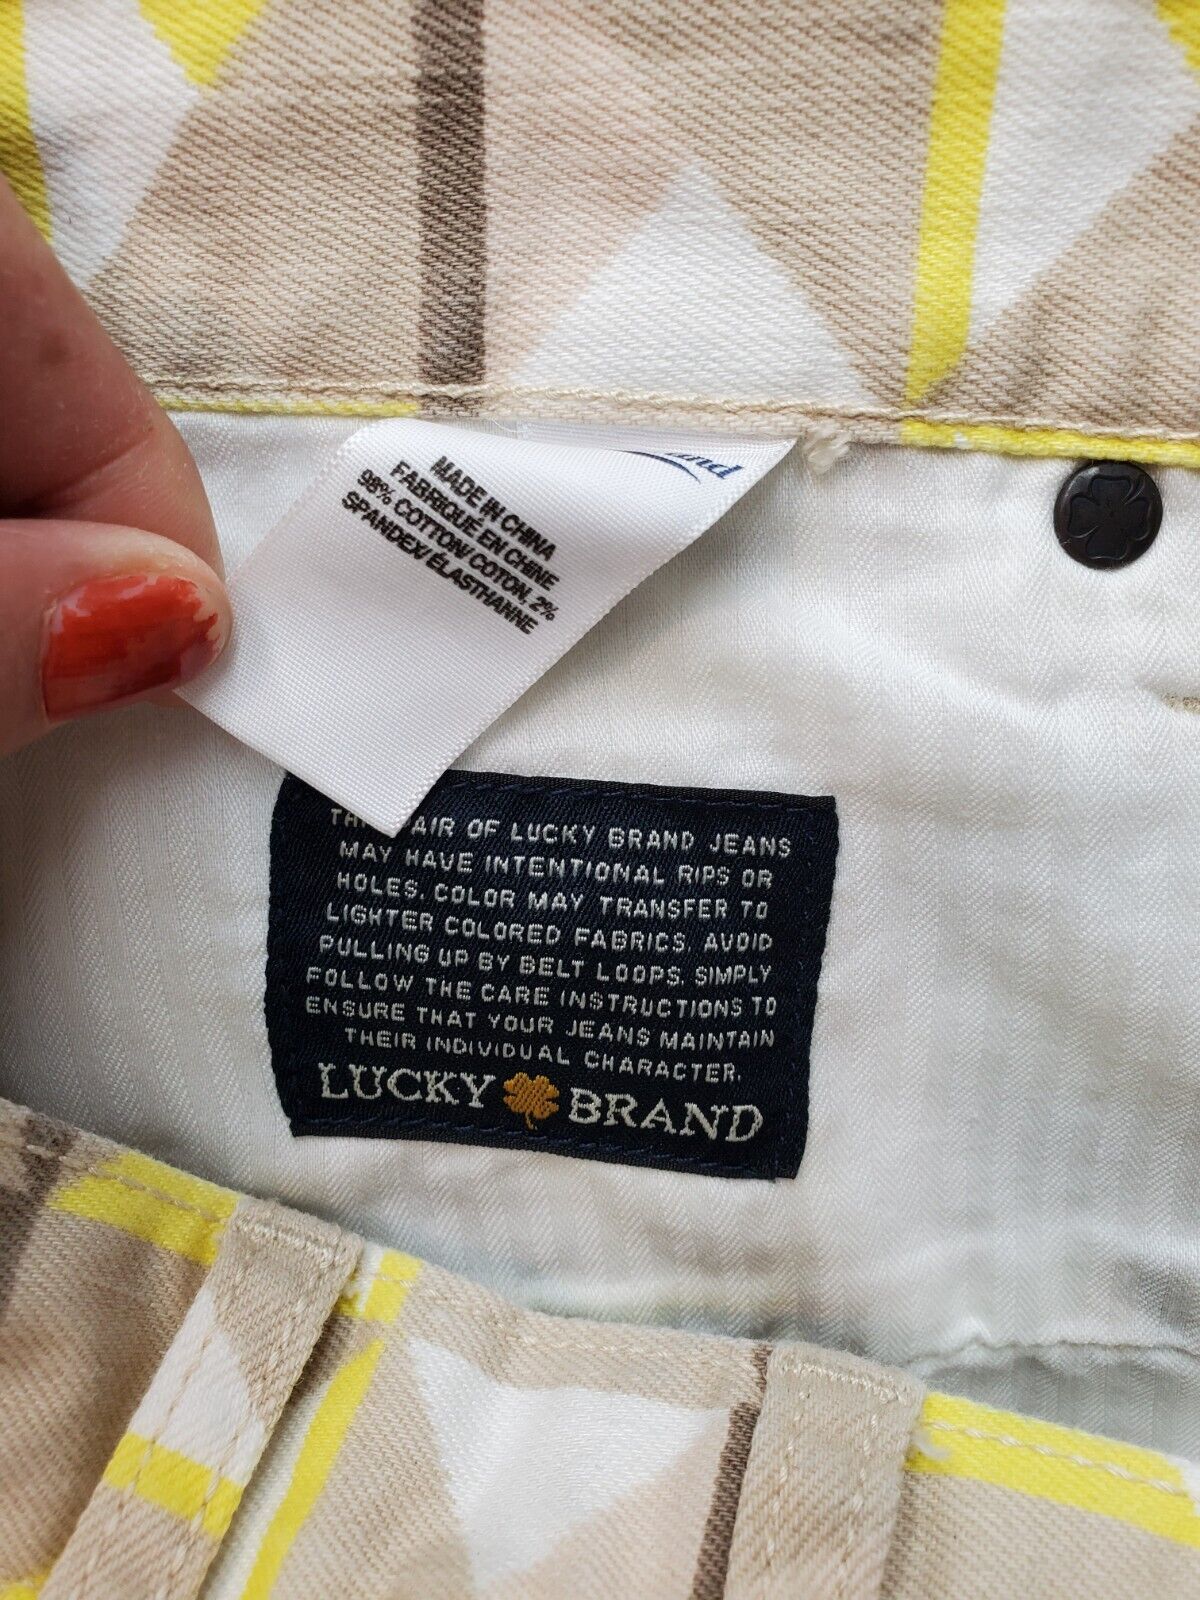 MADE IN CHINA
FABRIQUÉ EN CHINE
98% COTTON/ COTON, 2%
SPANDEX/ ÉLASTHANNE
OF LUCKY BRAND JEANS
MAY HAVE INTENTIONAL RIPS OR
HOLES. COLOR MAY TRANSFER TO
LIGHTER COLORED FABRICS. AVOID
PULLING UP BY BELT LOOPS. SIMPLY
FOLLOW THE CARE INSTRUCTIONS TO
ENSURE THAT YOUR JEANS MAINTAIN
THEIR INDIVIDUAL CHARACTER.
LUCKY BRAND